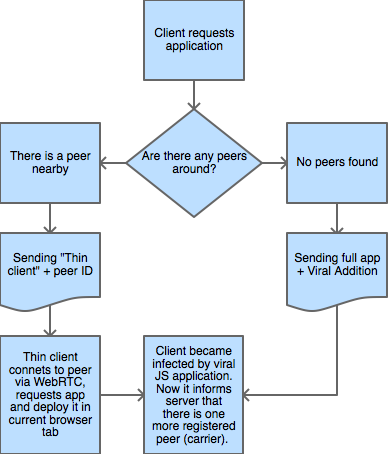 Client requests
application
There is a peer
nearby
Are there any peers
around?
No peers found
Sending "Thin
client" + peer ID
Sending full app
+ Viral Addition
Thin client
connets to peer
via WebRTC,
requests app
and deploy it in
current browser
tab
Client became
infected by viral
JS application.
Now it informs
server that
there is one
more registered
peer (carrier).